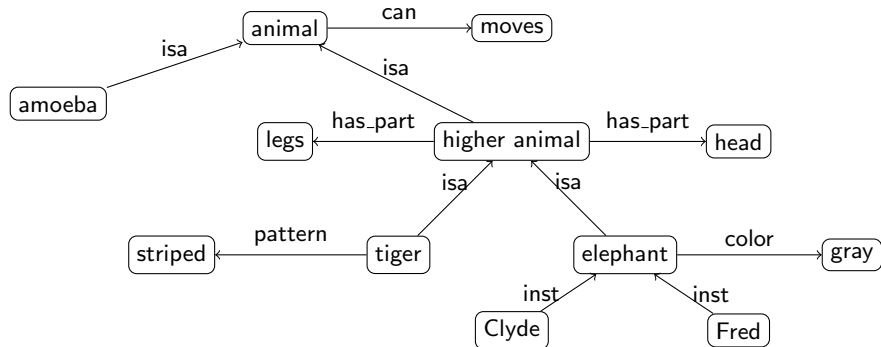 can
animal
moves
isa
isa
amoeba
has_part
has_part
legs
higher animal
head
isa
isa
pattern
color
striped
tiger
elephant
gray
inst
inst
Clyde
Fred